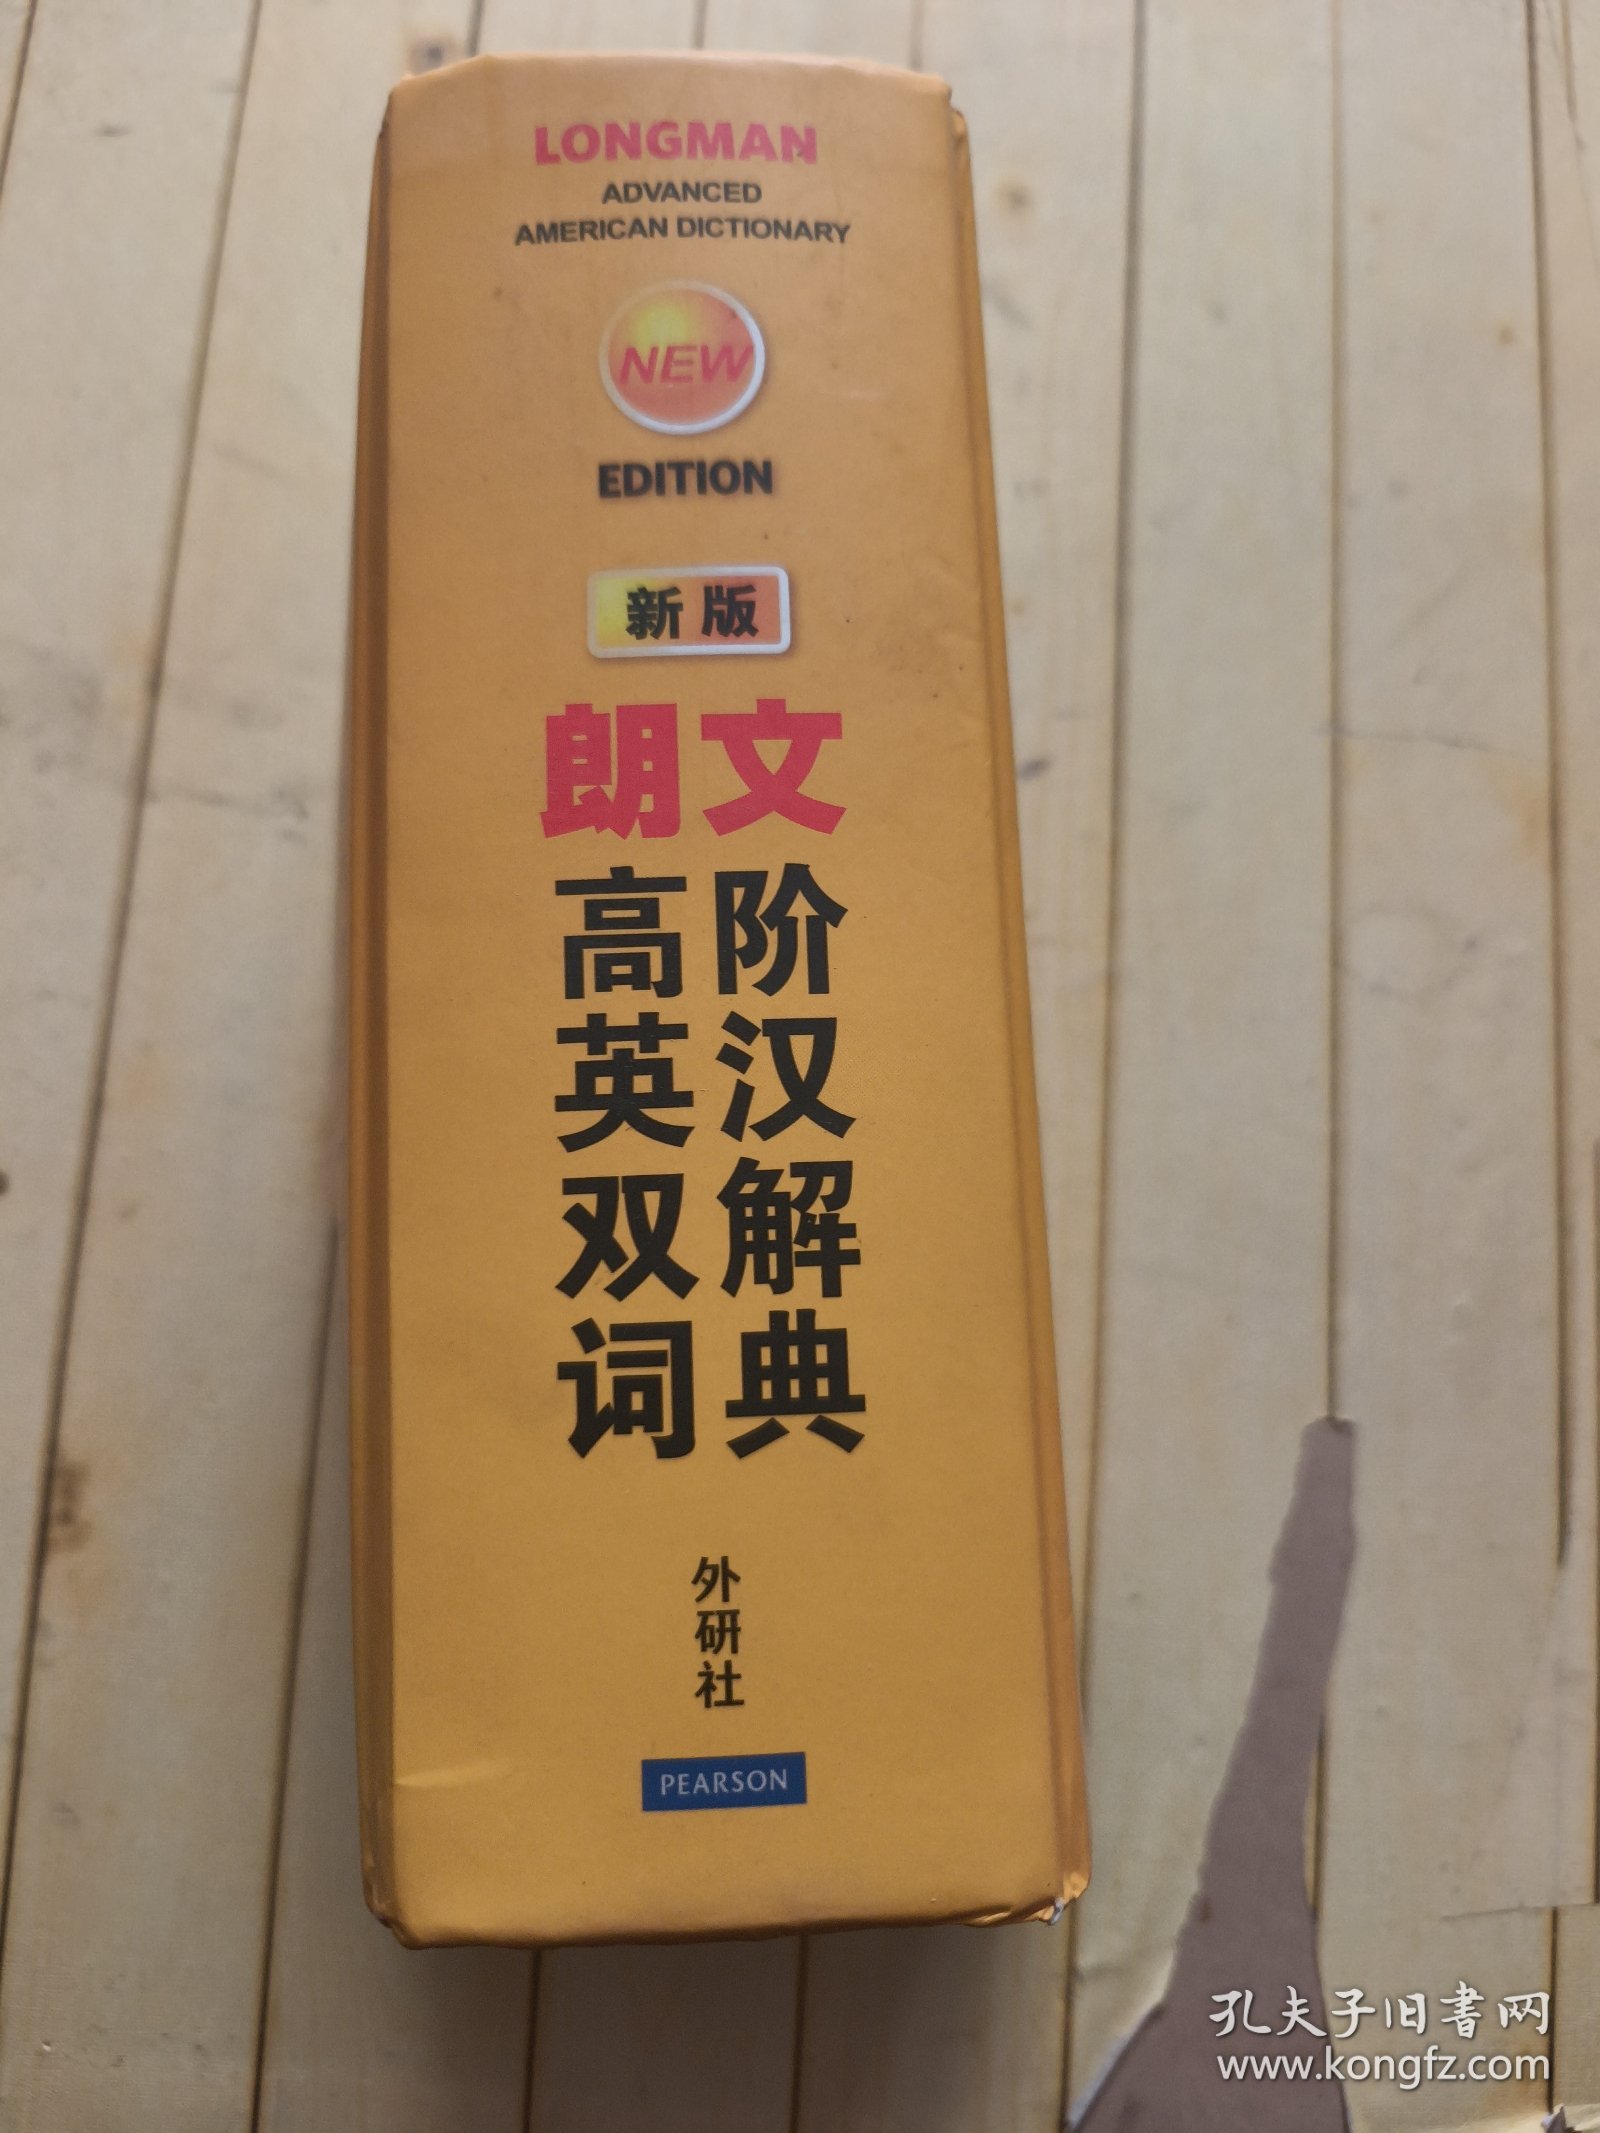 LONGMAN
ADVANCED
AMERICAN DICTIONARY
NEW
EDITION
新版
朗文
高阶
英汉
双解
词典
外
研
社
PEARSON
孔夫子旧书网
www.kongfz.com